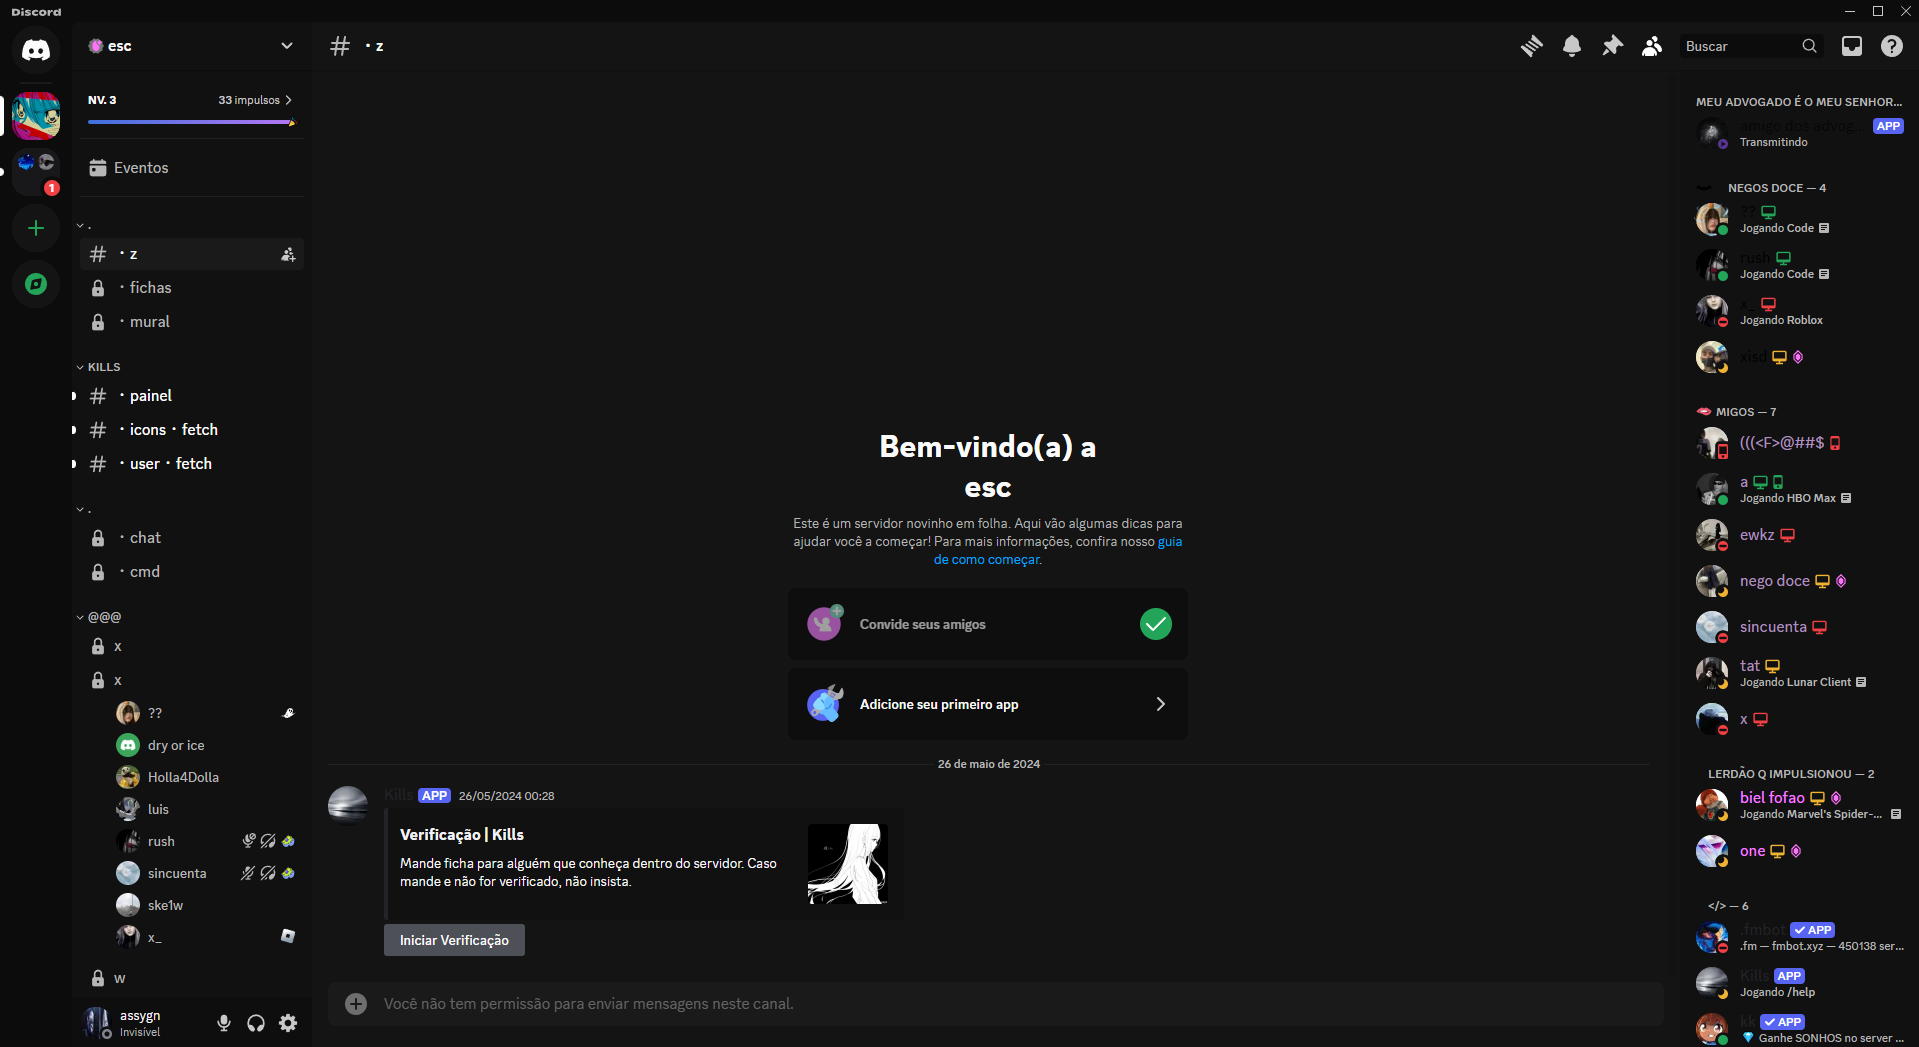 Discord
esc
NV. 3
33 impulsos
Eventos
.
# · z
· fichas
· mural
KILLS
# · painel
# · icons · fetch
# · user · fetch
.
· chat
· cmd
@@@
x
x
??
dry or ice
Holla4Dolla
luis
rush
sincuenta
ske1w
x_
w
assygn
Invisível
1
# · z
Buscar
Bem-vindo(a) a
esc
Este é um servidor novinho em folha. Aqui vão algumas dicas para
ajudar você a começar! Para mais informações, confira nosso guia
de como começar.
Convide seus amigos
Adicione seu primeiro app
26 de maio de 2024
Kills APP 26/05/2024 00:28
Verificação | Kills
Mande ficha para alguém que conheça dentro do servidor. Caso
mande e não for verificado, não insista.
Iniciar Verificação
Você não tem permissão para enviar mensagens neste canal.
MEU ADVOGADO É O MEU SENHOR...
amigo dos advog... APP
Transmitindo
NEGOS DOCE — 4
??
Jogando Code
rush
Jogando Code
x_
Jogando Roblox
xisd
MIGOS — 7
(((<F>@##$
a
Jogando HBO Max
ewkz
nego doce
sincuenta
tat
Jogando Lunar Client
x
LERDÃO Q IMPULSIONOU — 2
biel fofao
Jogando Marvel's Spider-...
one
</> — 6
.fmbot APP
.fm — fmbot.xyz — 450138 ser...
Kills APP
Jogando /help
kk APP
Ganhe SONHOS no server ...